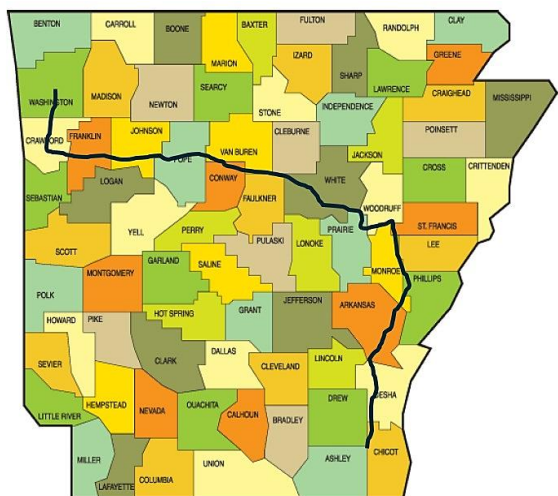 BENTON
CARROLL
BOONE
BAXTER
FULTON
RANDOLPH
CLAY
MARION
IZARD
SHARP
GREENE
WASHINGTON
MADISON
NEWTON
SEARCY
STONE
INDEPENDENCE
LAWRENCE
CRAIGHEAD
MISSISSIPPI
CRAWFORD
FRANKLIN
JOHNSON
VAN BUREN
CLEBURNE
JACKSON
POINSETT
POPE
CONWAY
WHITE
CROSS
CRITTENDEN
SEBASTIAN
LOGAN
FAULKNER
WOODRUFF
ST. FRANCIS
YELL
PERRY
PULASKI
LONOKE
PRAIRIE
LEE
SCOTT
GARLAND
SALINE
MONROE
PHILLIPS
POLK
MONTGOMERY
HOT SPRING
GRANT
JEFFERSON
ARKANSAS
HOWARD
PIKE
CLARK
DALLAS
CLEVELAND
LINCOLN
SEVIER
HEMPSTEAD
NEVADA
OUACHITA
CALHOUN
BRADLEY
DREW
DESHA
LITTLE RIVER
MILLER
LAFAYETTE
COLUMBIA
UNION
ASHLEY
CHICOT